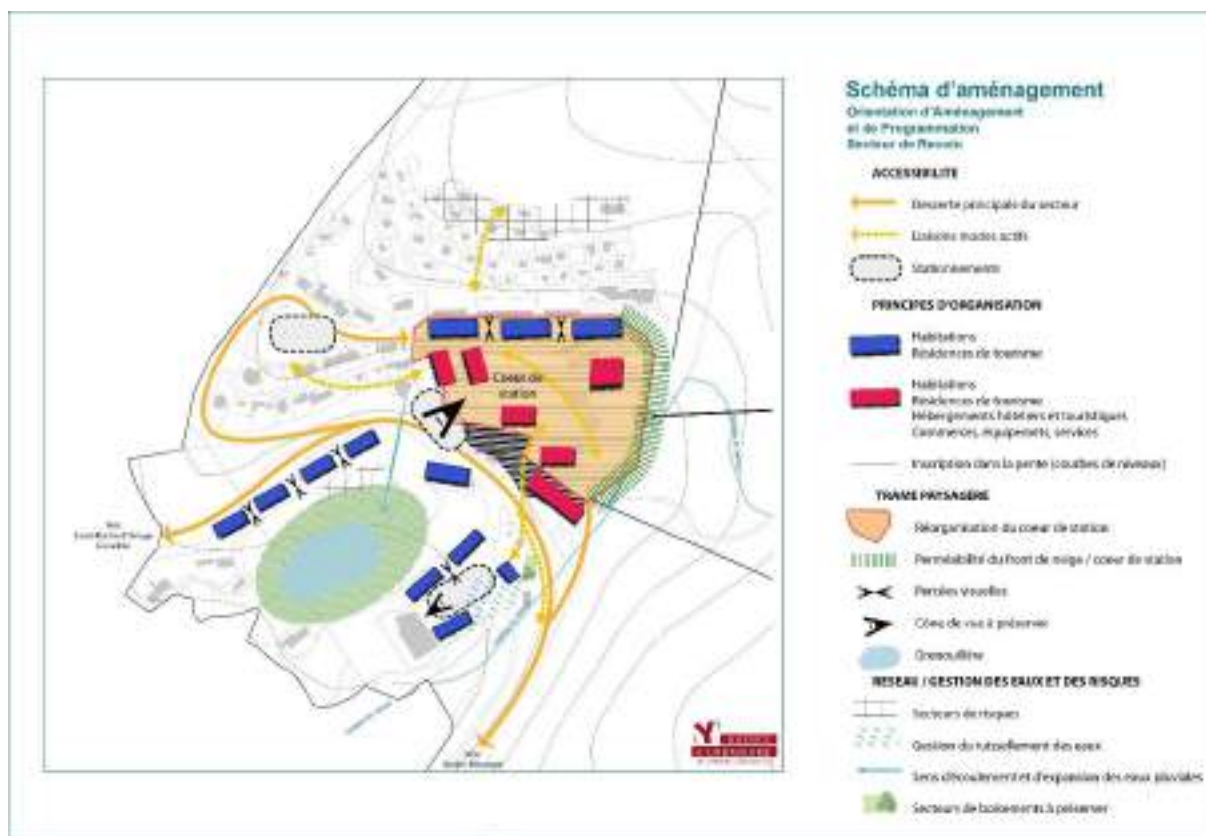 Schéma d'aménagement
Orientation d'Aménagement
et de Programmation
Secteur de Recoin
ACCESSIBILITE
Desserte principale du secteur
Liaisons modes actifs
Stationnements
PRINCIPES D'ORGANISATION
Habitations
Résidences de tourisme
Habitations
Résidences de tourisme
Hébergements hôteliers et touristiques
Commerces, équipements, services
Inscription dans la pente (courbes de niveaux)
TRAME PAYSAGERE
Réorganisation du coeur de station
Perméabilité du front de neige / coeur de station
Percées visuelles
Cône de vue à préserver
Grenouillère
RESEAU / GESTION DES EAUX ET DES RISQUES
Secteurs de risques
Gestion du ruissellement des eaux
Sens d'écoulement et d'expansion des eaux pluviales
Secteurs de boisements à préserver
Coeur de
station
Vers
Vers